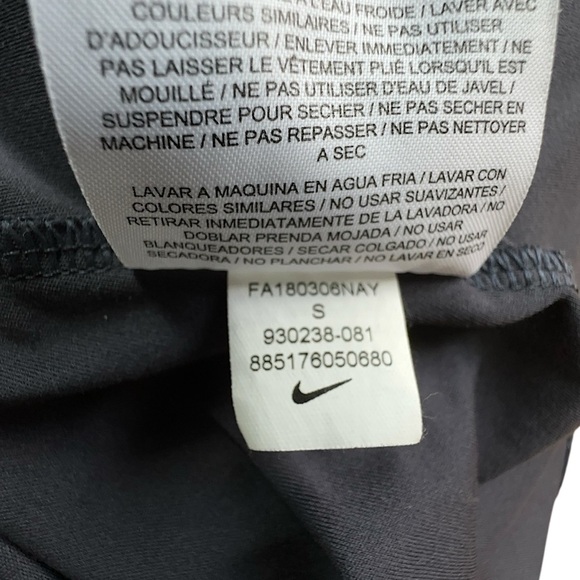 L'EAU FROIDE / LAVER AVEC
COULEURS SIMILAIRES / NE PAS UTILISER
D'ADOUCISSEUR / ENLEVER IMMEDIATEMENT / NE
PAS LAISSER LE VÊTEMENT PLIÉ LORSQU'IL EST
MOUILLÉ / NE PAS UTILISER D'EAU DE JAVEL /
SUSPENDRE POUR SECHER / NE PAS SECHER EN
MACHINE / NE PAS REPASSER / NE PAS NETTOYER
A SEC
LAVAR A MAQUINA EN AGUA FRIA / LAVAR CON
COLORES SIMILARES / NO USAR SUAVIZANTES /
RETIRAR INMEDIATAMENTE DE LA LAVADORA / NO
DOBLAR PRENDA MOJADA / NO USAR
BLANQUEADORES / SECAR COLGADO / NO USAR
SECADORA / NO PLANCHAR / NO LAVAR EN SECO
FA180306NAY
S
930238-081
885176050680